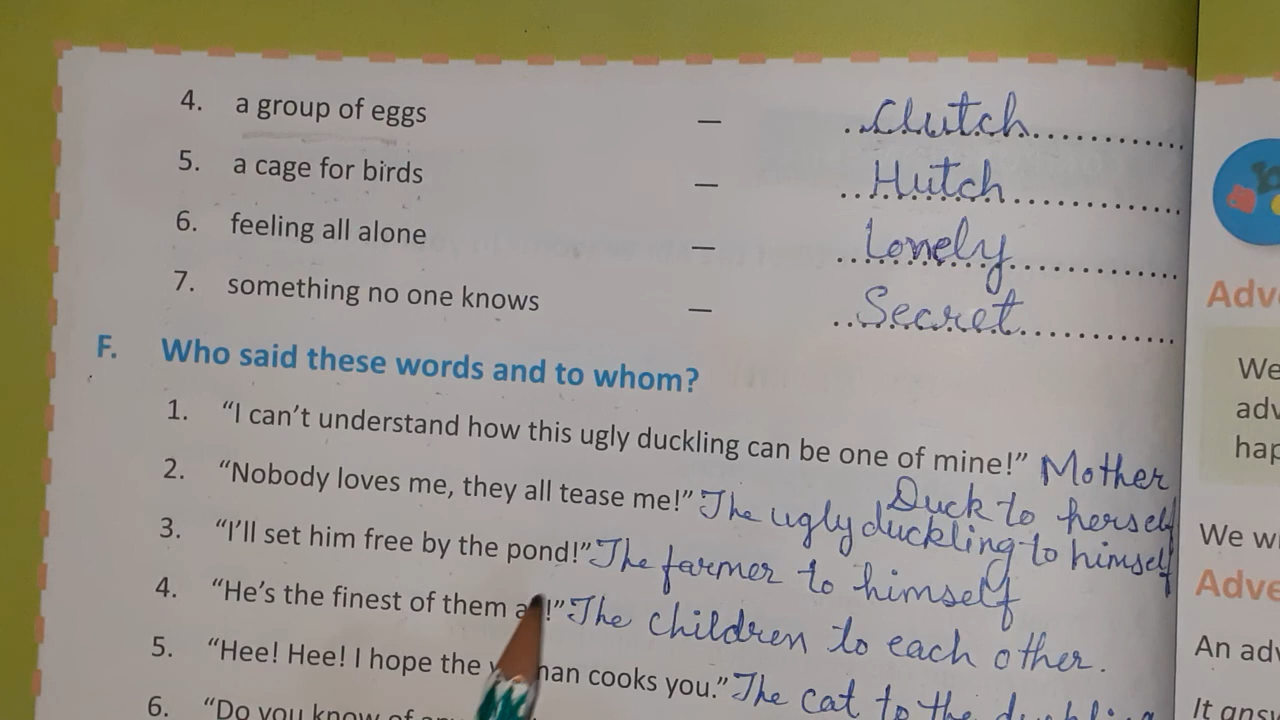 4. a group of eggs – Clutch
5. a cage for birds – Hutch
6. feeling all alone – Lonely
7. something no one knows – Secret
F. Who said these words and to whom?
1. “I can’t understand how this ugly duckling can be one of mine!” Mother
Duck to herself
2. “Nobody loves me, they all tease me!” The ugly duckling to himself
3. “I’ll set him free by the pond!” The farmer to himself
4. “He’s the finest of them a !” The children to each other.
5. “Hee! Hee! I hope the cooks you.” The cat to the
6. “Do you know of
Adv
We
adv
hap
We wi
Adve
An adv
It ans